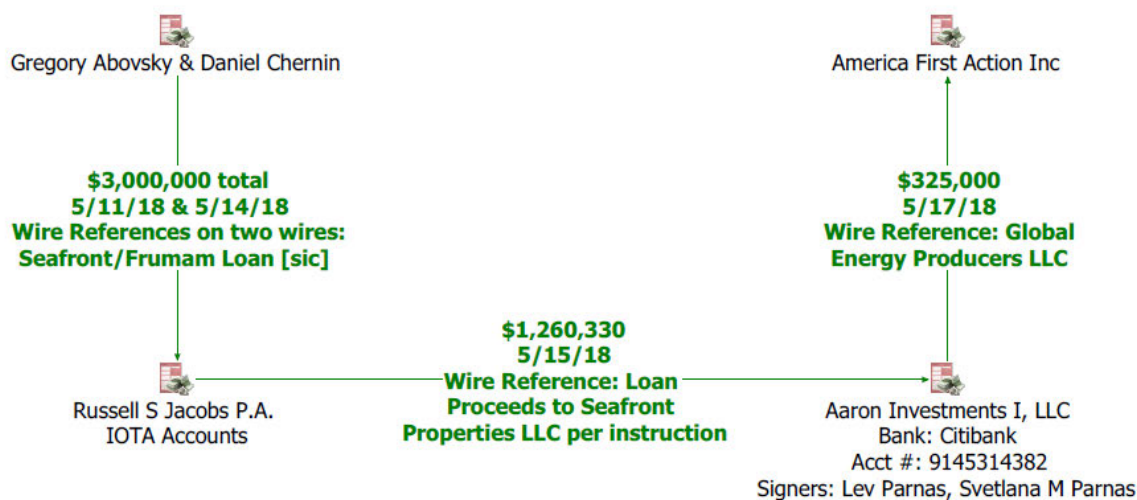 Gregory Abovsky & Daniel Chernin
America First Action Inc
$3,000,000 total
5/11/18 & 5/14/18
Wire References on two wires:
Seafront/Frumam Loan [sic]
$325,000
5/17/18
Wire Reference: Global
Energy Producers LLC
$1,260,330
5/15/18
Wire Reference: Loan
Proceeds to Seafront
Properties LLC per instruction
Russell S Jacobs P.A.
IOTA Accounts
Aaron Investments I, LLC
Bank: Citibank
Acct #: 9145314382
Signers: Lev Parnas, Svetlana M Parnas